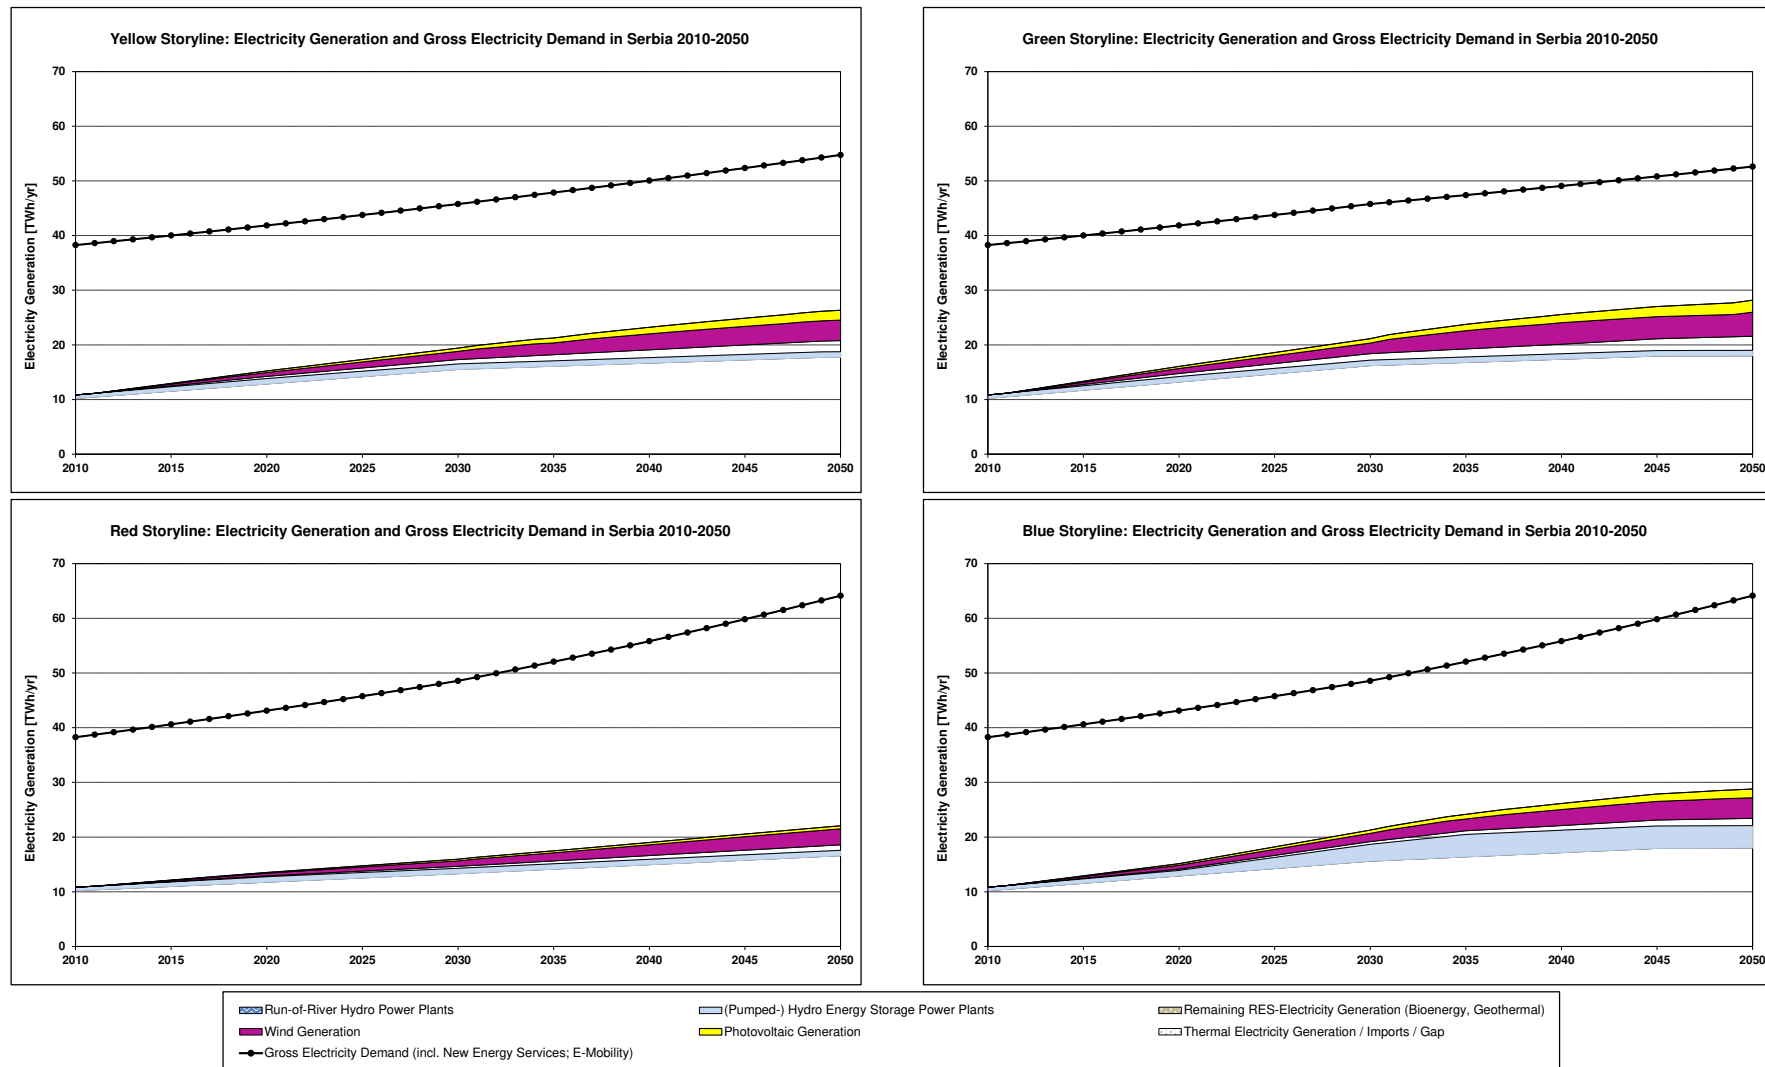 Yellow Storyline: Electricity Generation and Gross Electricity Demand in Serbia 2010-2050
70
60
50
40
30
20
10
0
Electricity Generation [TWh/yr]
2010 2015 2020 2025 2030 2035 2040 2045 2050
Green Storyline: Electricity Generation and Gross Electricity Demand in Serbia 2010-2050
70
60
50
40
30
20
10
0
Electricity Generation [TWh/yr]
2010 2015 2020 2025 2030 2035 2040 2045 2050
Red Storyline: Electricity Generation and Gross Electricity Demand in Serbia 2010-2050
70
60
50
40
30
20
10
0
Electricity Generation [TWh/yr]
2010 2015 2020 2025 2030 2035 2040 2045 2050
Blue Storyline: Electricity Generation and Gross Electricity Demand in Serbia 2010-2050
70
60
50
40
30
20
10
0
Electricity Generation [TWh/yr]
2010 2015 2020 2025 2030 2035 2040 2045 2050
Run-of-River Hydro Power Plants (Pumped-) Hydro Energy Storage Power Plants Remaining RES-Electricity Generation (Bioenergy, Geothermal)
Wind Generation Photovoltaic Generation Thermal Electricity Generation / Imports / Gap
Gross Electricity Demand (incl. New Energy Services; E-Mobility)